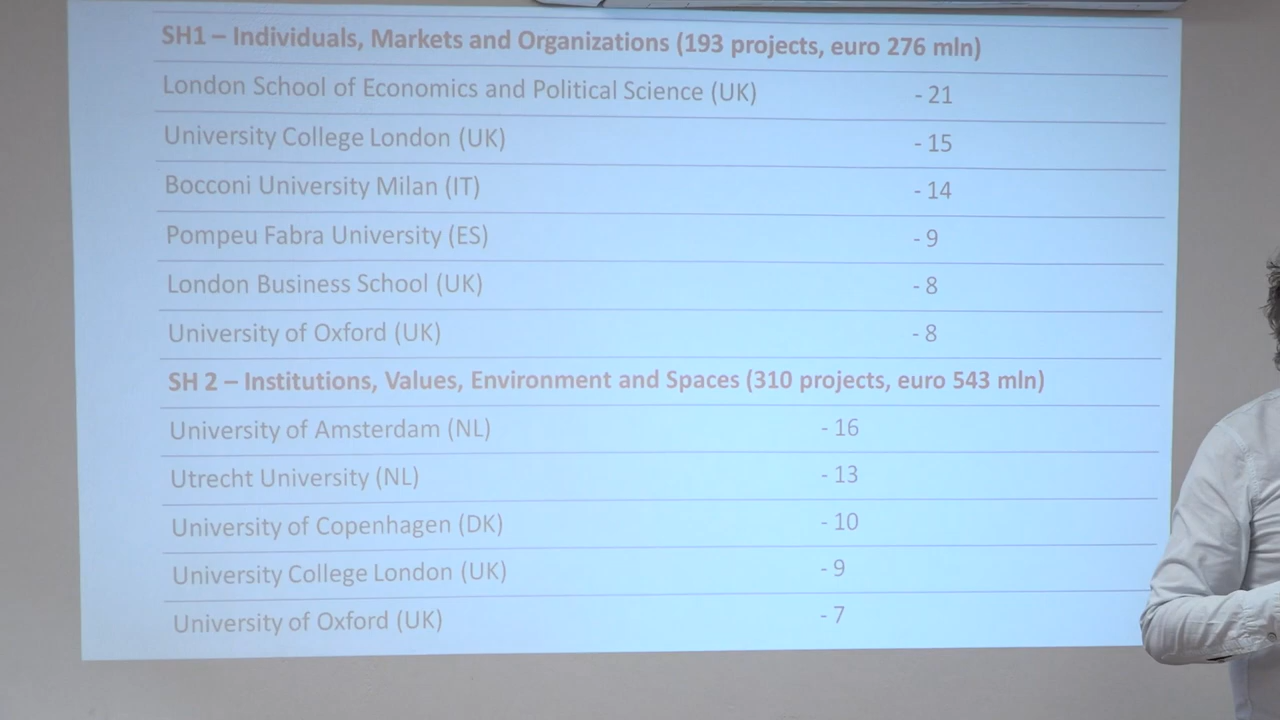 SH1 – Individuals, Markets and Organizations (193 projects, euro 276 mln)
London School of Economics and Political Science (UK) - 21
University College London (UK) - 15
Bocconi University Milan (IT) - 14
Pompeu Fabra University (ES) - 9
London Business School (UK) - 8
University of Oxford (UK) - 8
SH 2 – Institutions, Values, Environment and Spaces (310 projects, euro 543 mln)
University of Amsterdam (NL) - 16
Utrecht University (NL) - 13
University of Copenhagen (DK) - 10
University College London (UK) - 9
University of Oxford (UK) - 7